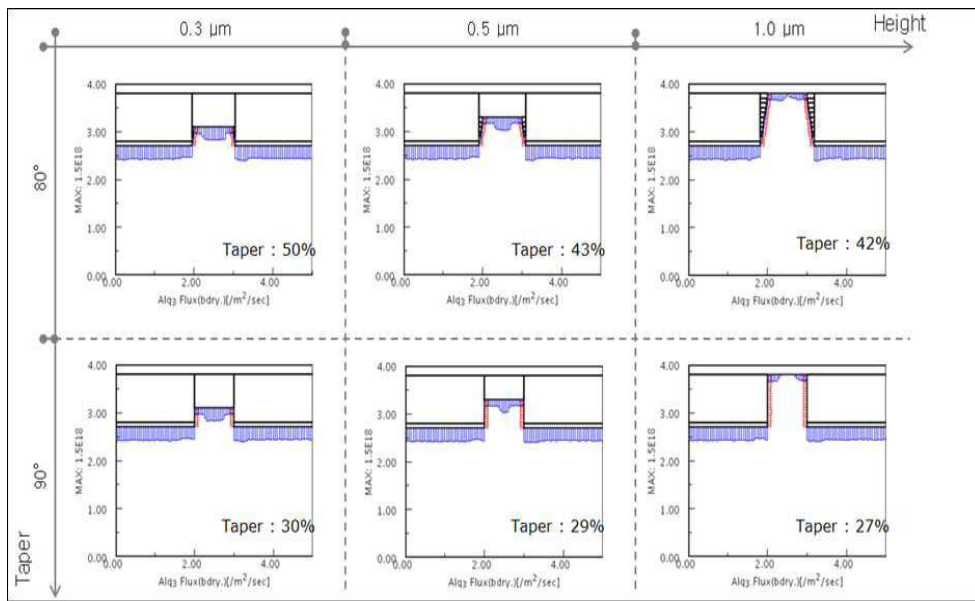 0.3 μm
0.5 μm
1.0 μm
Height
80°
4.00
3.00
2.00
1.00
0.00
MAX: 1.5E18
Taper : 50%
0.00 2.00 4.00
Alq3 Flux(bdry.)[/m²/sec]
4.00
3.00
2.00
1.00
0.00
MAX: 1.5E18
Taper : 43%
0.00 2.00 4.00
Alq3 Flux(bdry.)[/m²/sec]
4.00
3.00
2.00
1.00
0.00
MAX: 1.5E18
Taper : 42%
0.00 2.00 4.00
Alq3 Flux(bdry.)[/m²/sec]
90°
4.00
3.00
2.00
1.00
0.00
MAX: 1.5E18
Taper : 30%
0.00 2.00 4.00
Alq3 Flux(bdry.)[/m²/sec]
4.00
3.00
2.00
1.00
0.00
MAX: 1.5E18
Taper : 29%
0.00 2.00 4.00
Alq3 Flux(bdry.)[/m²/sec]
4.00
3.00
2.00
1.00
0.00
MAX: 1.5E18
Taper : 27%
0.00 2.00 4.00
Alq3 Flux(bdry.)[/m²/sec]
Taper